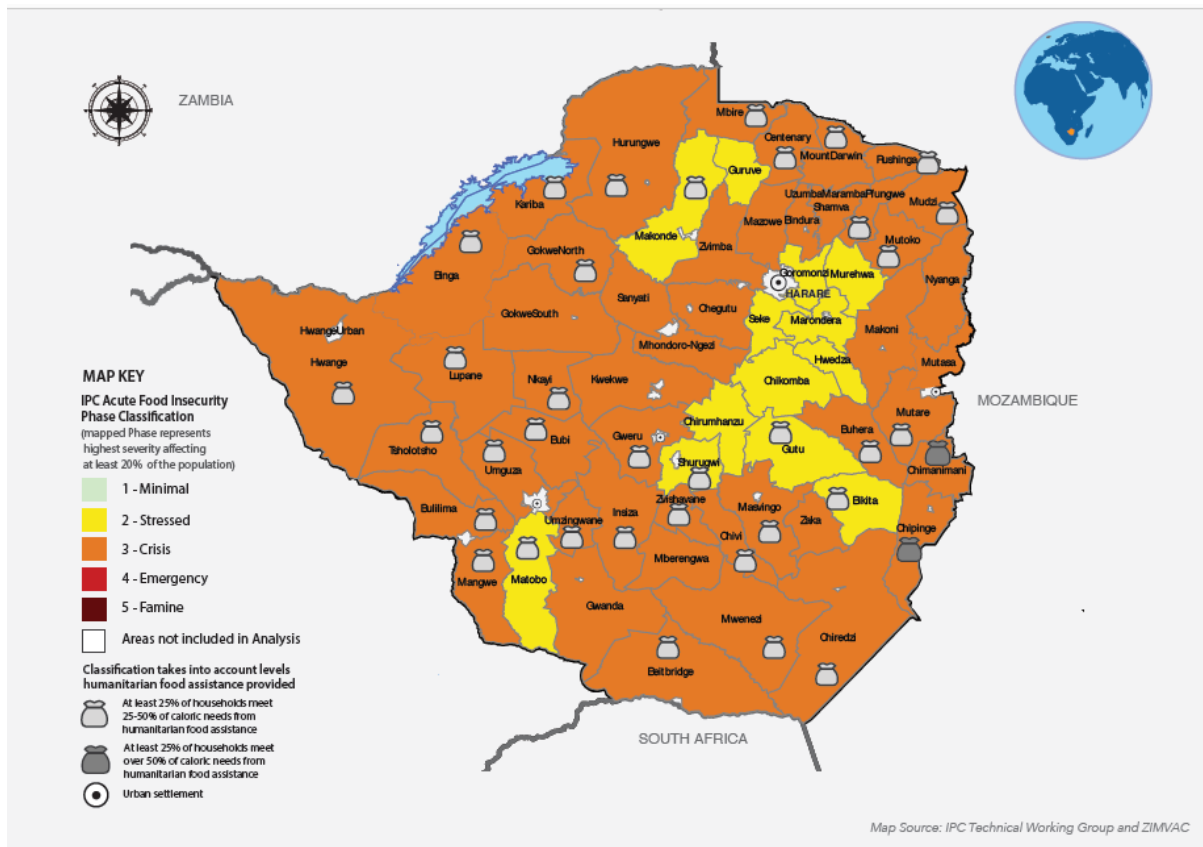 ZAMBIA
Mbire
Centenary
Hurungwe
MountDarwin
Rushinga
Guruve
UzumbaMarambaPfungwe
Kariba
Shamva
Mudzi
Mazowe
Bindura
Makonde
Zvimba
Mutoko
GokweNorth
Binga
Goromonzi
Murehwa
Nyanga
HARARE
Sanyati
Chegutu
GokweSouth
Seke
Marondera
Makoni
HwangeUrban
Mhondoro-Ngezi
Hwedza
Hwange
Mutasa
Lupane
Nkayi
Kwekwe
Chikomba
MOZAMBIQUE
Mutare
Chirumhanzu
Buhera
Gweru
Tsholotsho
Bubi
Gutu
Umguza
Shurugwi
Chimanimani
Zvishavane
Bikita
Bulilima
Masvingo
Insiza
Umzingwane
Zaka
Chipinge
Chivi
Mberengwa
Mangwe
Matobo
Gwanda
Mwenezi
Chiredzi
Beitbridge
SOUTH AFRICA
MAP KEY
IPC Acute Food Insecurity
Phase Classification
(mapped Phase represents
highest severity affecting
at least 20% of the population)
1 - Minimal
2 - Stressed
3 - Crisis
4 - Emergency
5 - Famine
Areas not included in Analysis
Classification takes into account levels
humanitarian food assistance provided
At least 25% of households meet
25-50% of caloric needs from
humanitarian food assistance
At least 25% of households meet
over 50% of caloric needs from
humanitarian food assistance
Urban settlement
Map Source: IPC Technical Working Group and ZIMVAC